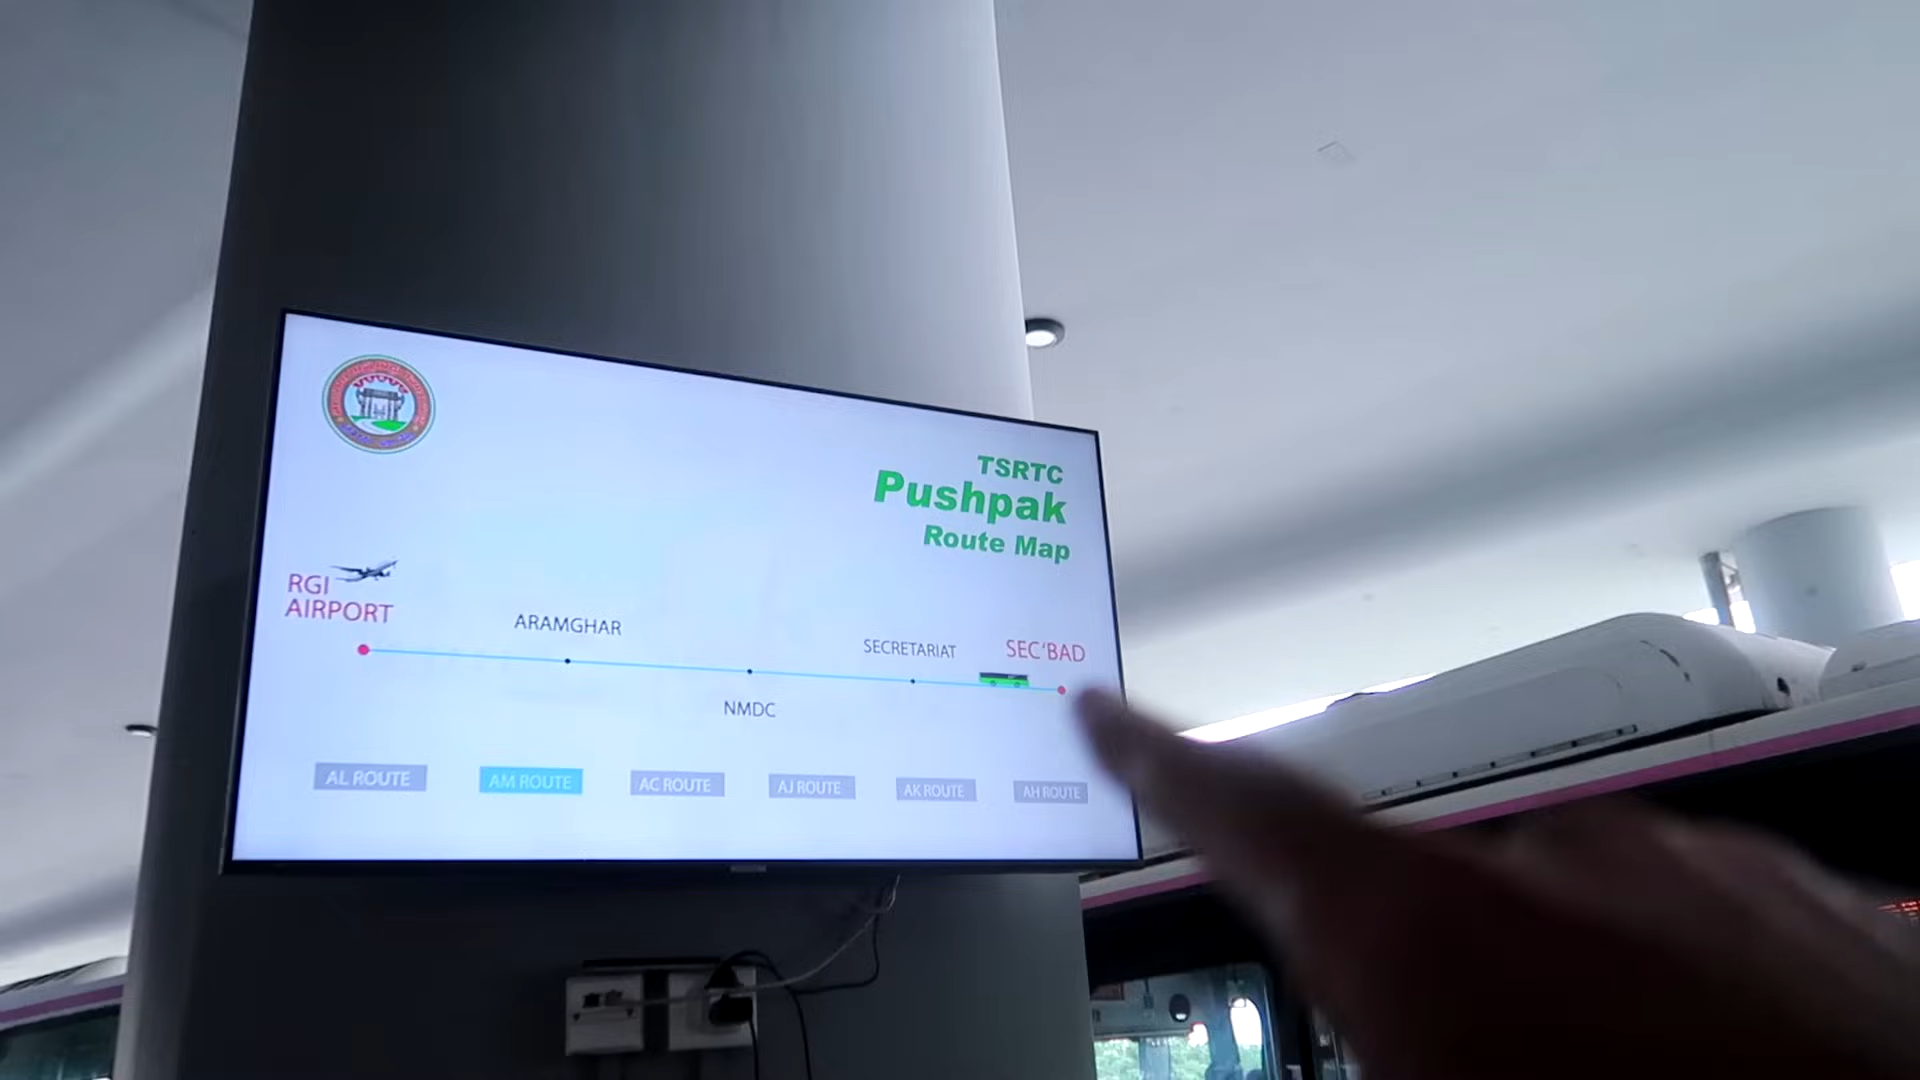 TSRTC
Pushpak
Route Map
RGI
AIRPORT
ARAMGHAR
NMDC
SECRETARIAT
SEC'BAD
AL ROUTE
AM ROUTE
AC ROUTE
AJ ROUTE
AK ROUTE
AH ROUTE